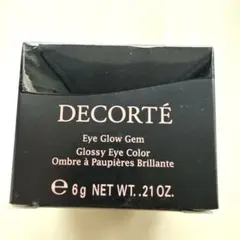 DECORTÉ
Eye Glow Gem
Glossy Eye Color
Ombre à Paupières Brillante
℮ 6g NET WT. .21 OZ.